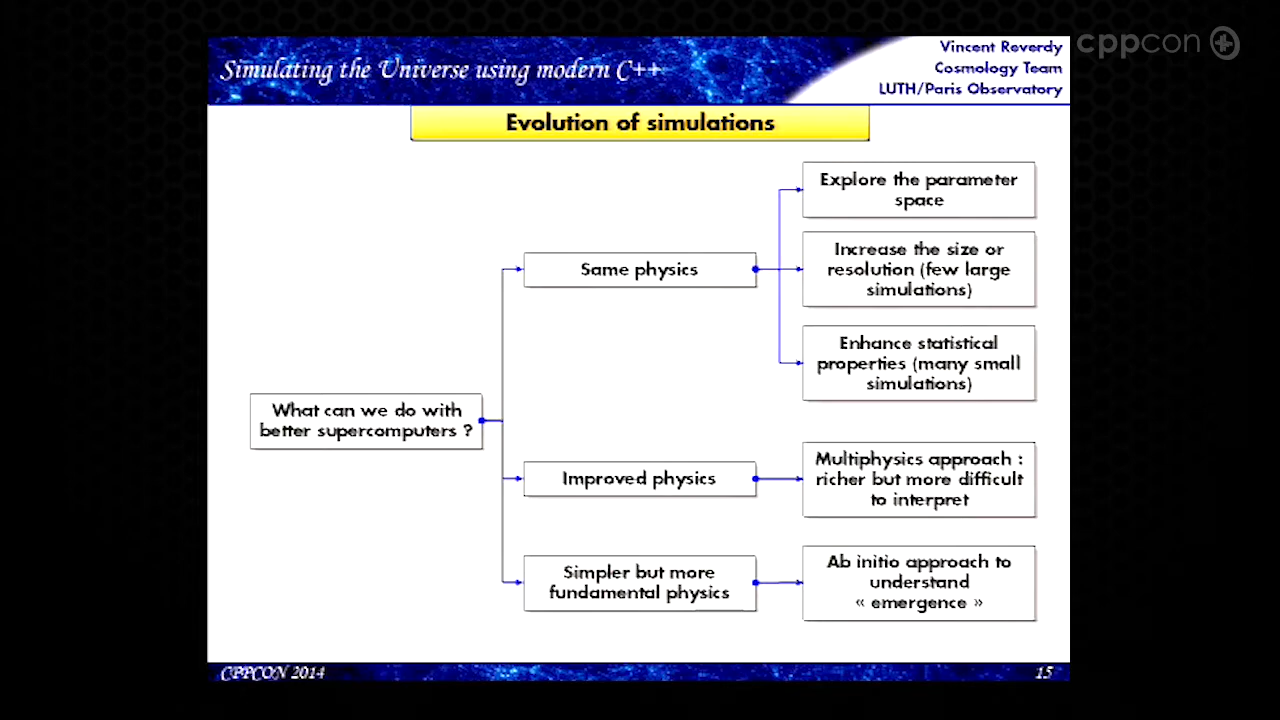 cppcon
Simulating the Universe using modern C++
Vincent Reverdy
Cosmology Team
LUTH/Paris Observatory
Evolution of simulations
What can we do with
better supercomputers ?
Same physics
Explore the parameter
space
Increase the size or
resolution (few large
simulations)
Enhance statistical
properties (many small
simulations)
Improved physics
Multiphysics approach :
richer but more difficult
to interpret
Simpler but more
fundamental physics
Ab initio approach to
understand
« emergence »
CPPCON 2014
15